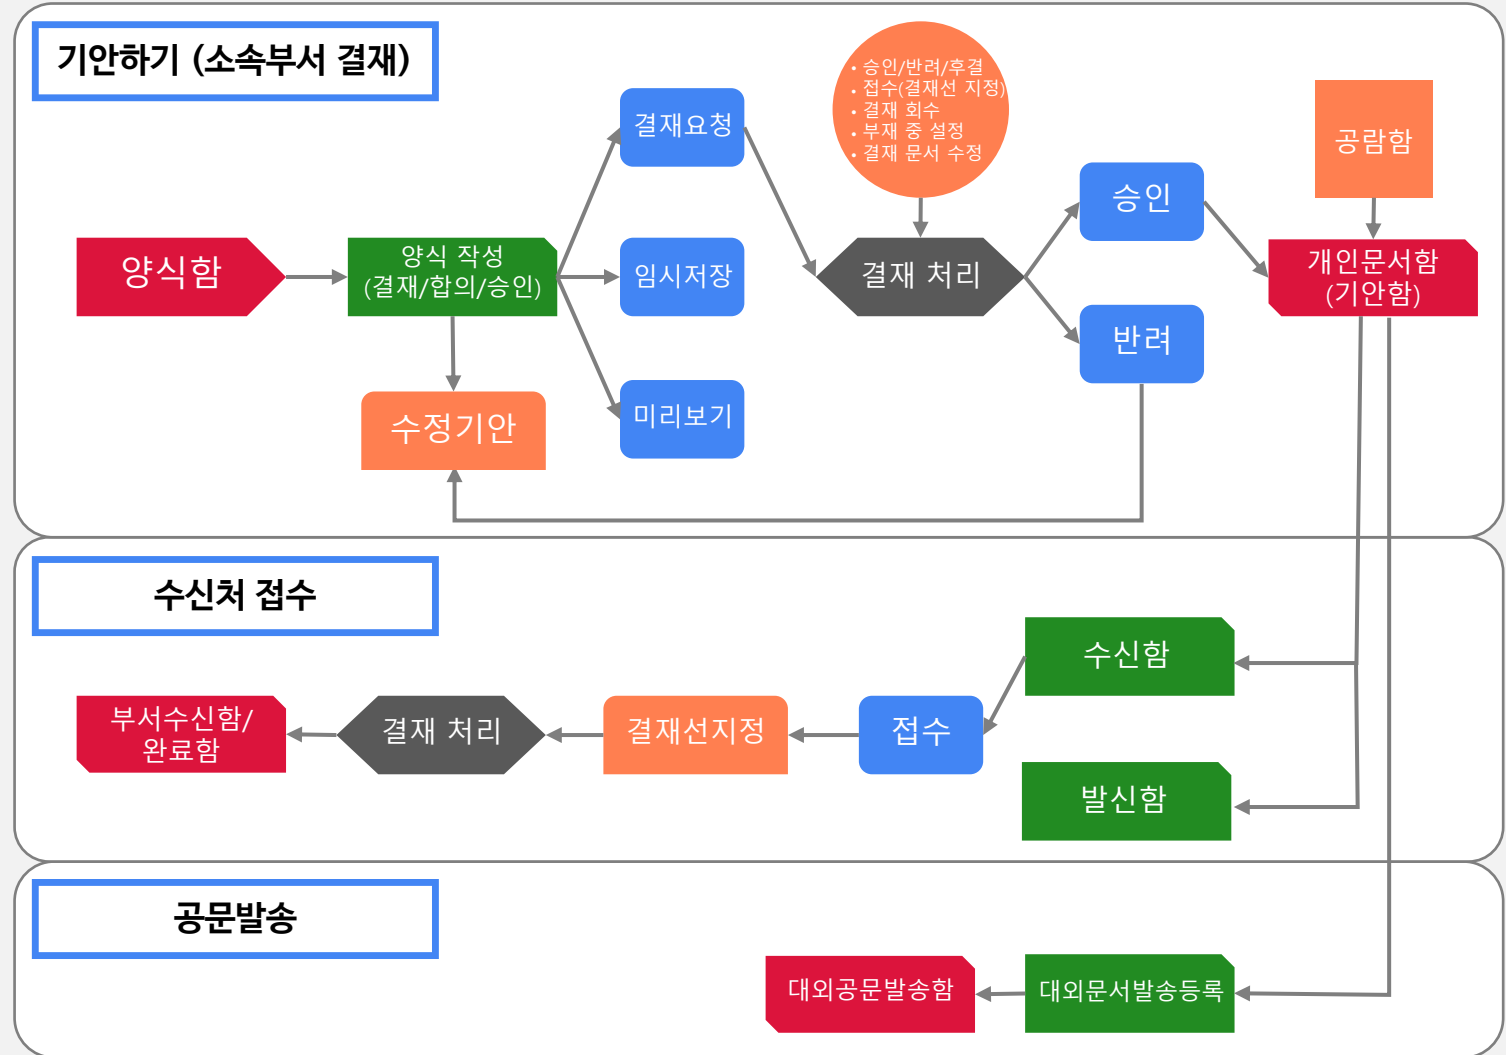 기안하기 (소속부서 결재)
• 승인/반려/후결
• 접수(결재선 지정)
• 결재 회수
• 부재 중 설정
• 결재 문서 수정
공람함
결재요청
승인
양식함
양식 작성
(결재/합의/승인)
임시저장
결재 처리
개인문서함
(기안함)
반려
수정기안
미리보기
수신처 접수
수신함
부서수신함/
완료함
결재 처리
결재선지정
접수
발신함
공문발송
대외공문발송함
대외문서발송등록